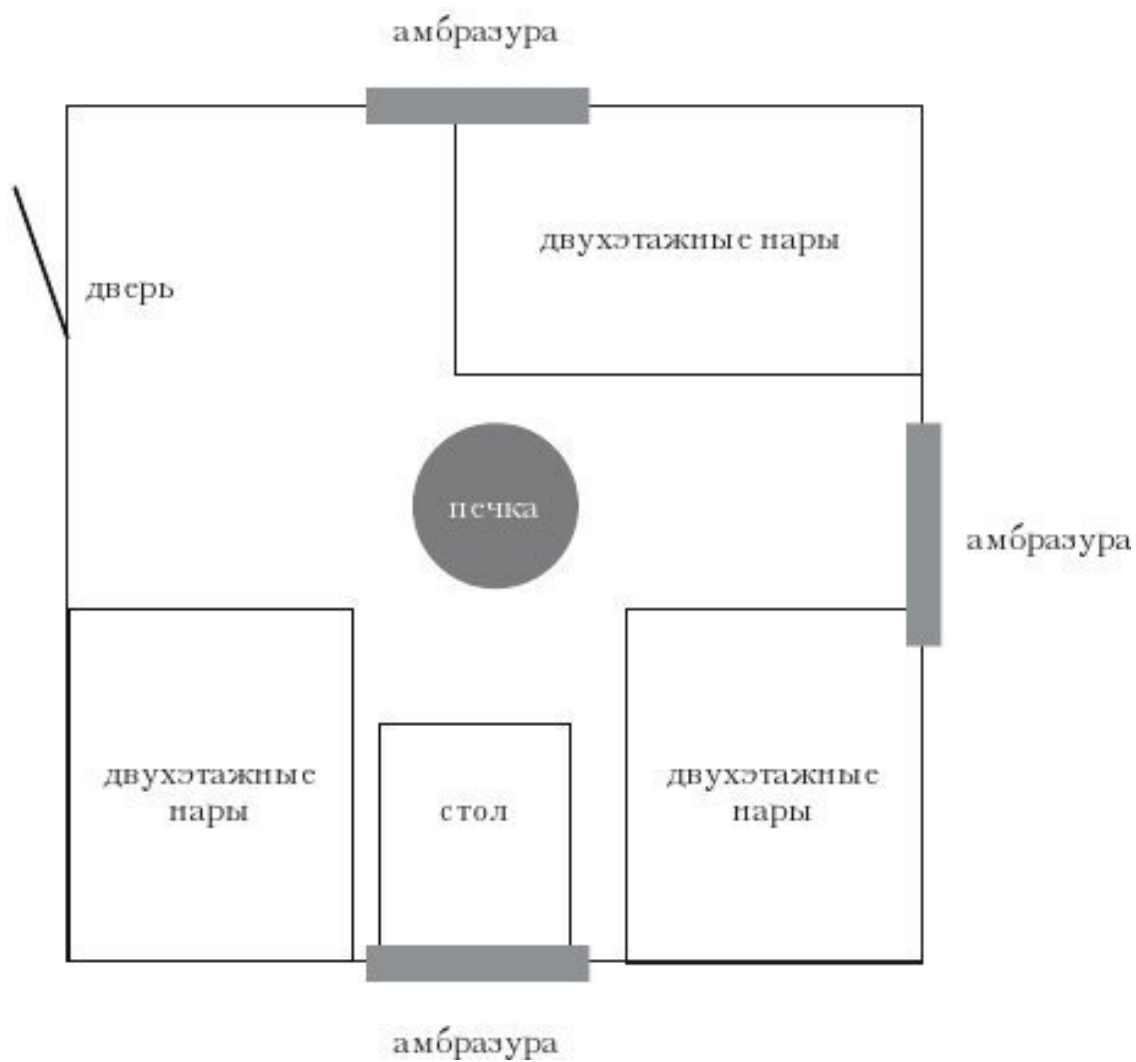 амбразура
двухэтажные нары
дверь
печка
амбразура
двухэтажные
нары
стол
двухэтажные
нары
амбразура